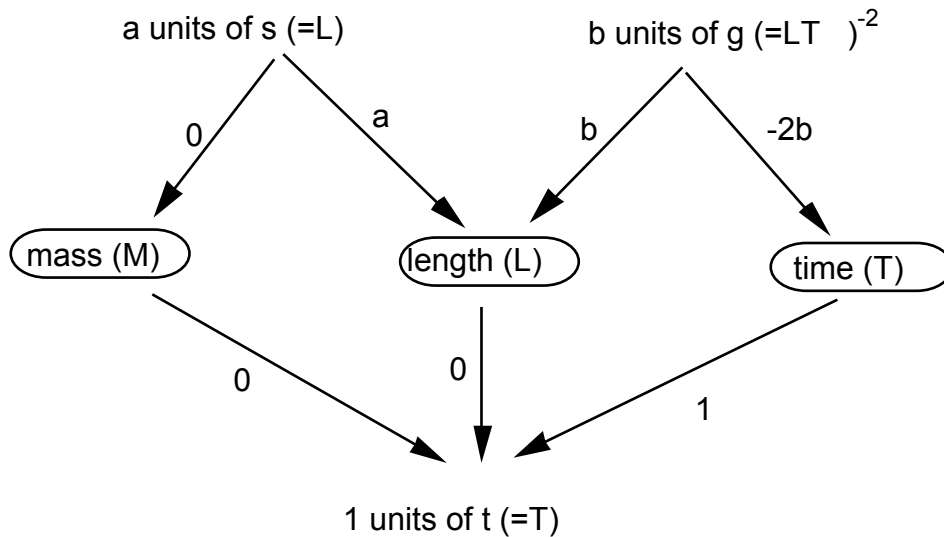 a units of s (=L)
b units of g (=LT )-2
0
a
b
-2b
mass (M)
length (L)
time (T)
0
0
1
1 units of t (=T)